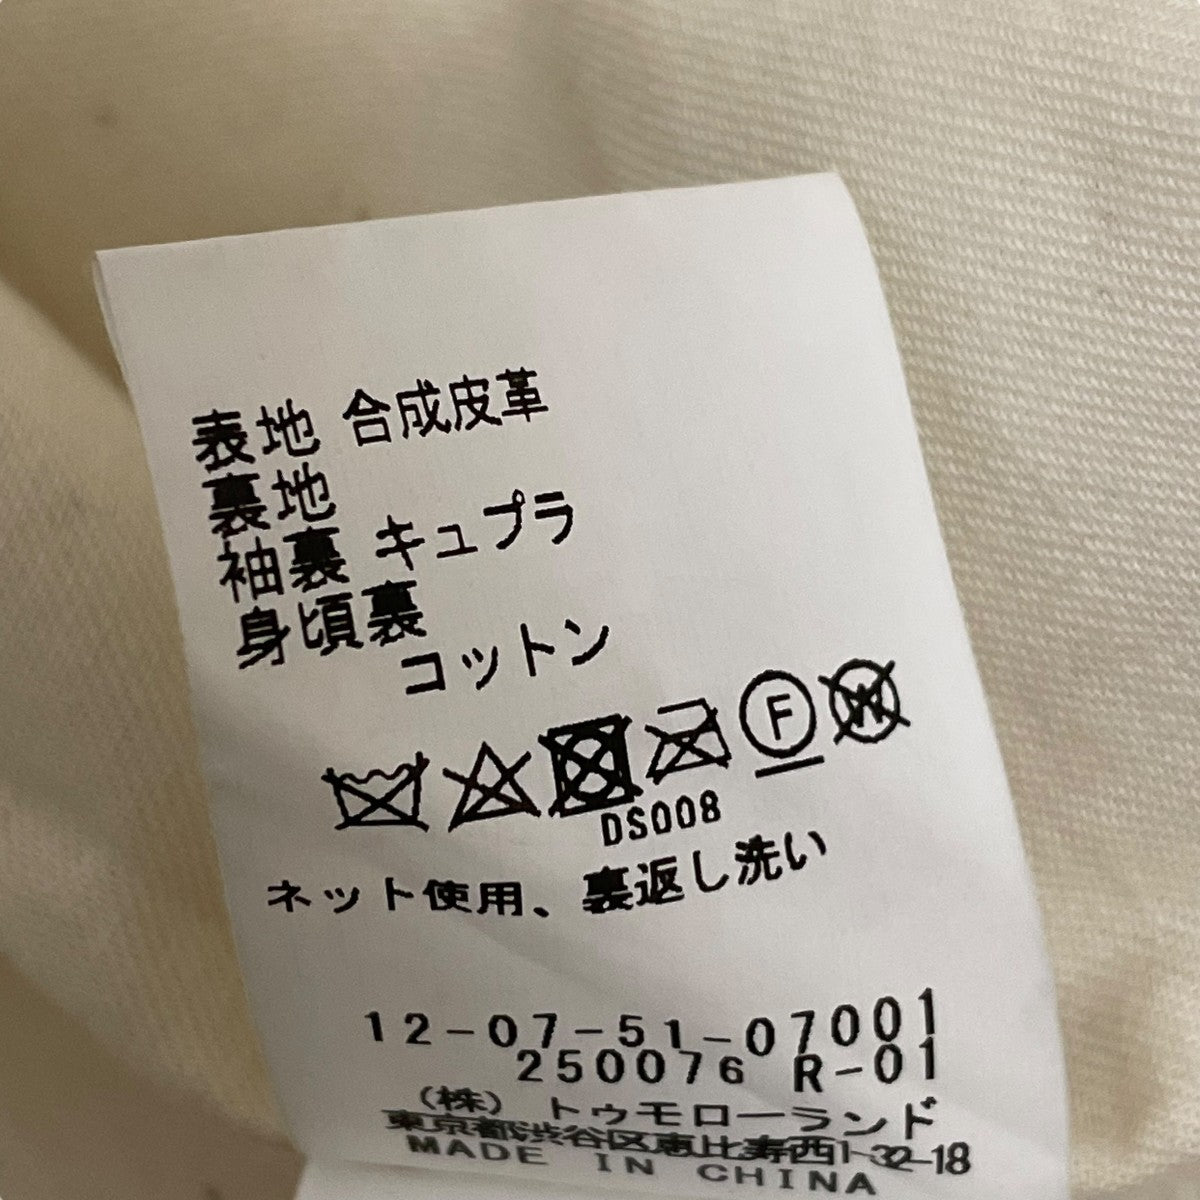 表地 合成皮革
裏地
袖裏 キュプラ
身頃裏
コットン
F W
DS008
ネット使用、裏返し洗い
12-07-51-07001
250076 R-01
(株) トゥモローランド
東京都渋谷区恵比寿西1-32-18
MADE IN CHINA